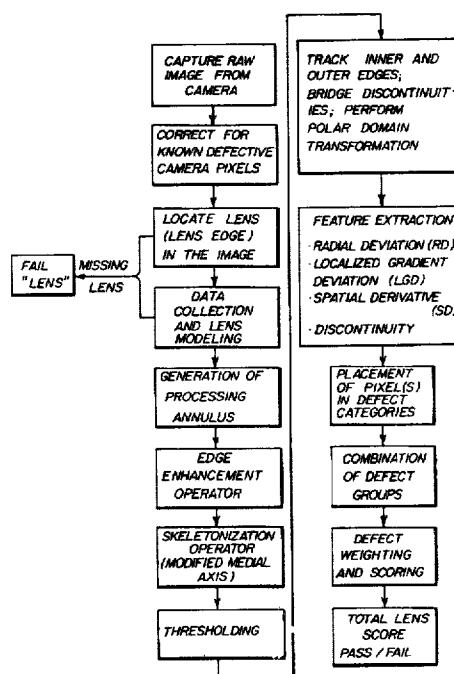 CAPTURE RAW
IMAGE FROM
CAMERA
CORRECT FOR
KNOWN DEFECTIVE
CAMERA PIXELS
LOCATE LENS
(LENS EDGE)
IN THE IMAGE
FAIL
"LENS"
MISSING
LENS
DATA
COLLECTION
AND LENS
MODELING
GENERATION OF
PROCESSING
ANNULUS
EDGE
ENHANCEMENT
OPERATOR
SKELETONIZATION
OPERATOR
(MODIFIED MEDIAL
AXIS)
THRESHOLDING
TRACK INNER AND
OUTER EDGES;
BRIDGE DISCONTINUIT-
IES; PERFORM
POLAR DOMAIN
TRANSFORMATION
FEATURE EXTRACTION
·RADIAL DEVIATION (RD)
·LOCALIZED GRADIENT
DEVIATION (LGD)
·SPATIAL DERIVATIVE
(SD)
·DISCONTINUITY
PLACEMENT
OF PIXEL(S)
IN DEFECT
CATEGORIES
COMBINATION
OF DEFECT
GROUPS
DEFECT
WEIGHTING
AND SCORING
TOTAL LENS
SCORE
PASS / FAIL